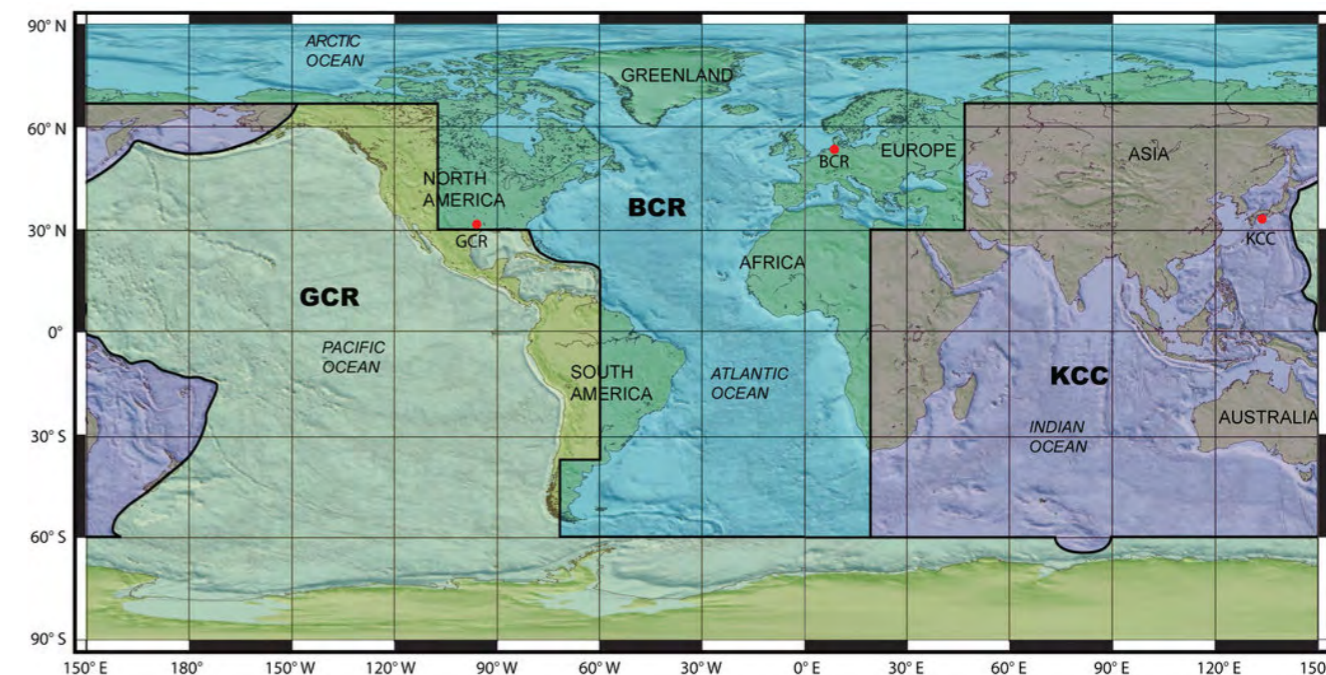 90° N
60° N
30° N
0°
30° S
60° S
90° S
ARCTIC
OCEAN
GREENLAND
NORTH
AMERICA
BCR
BCR
EUROPE
ASIA
GCR
KCC
AFRICA
GCR
PACIFIC
OCEAN
SOUTH
AMERICA
ATLANTIC
OCEAN
KCC
INDIAN
OCEAN
AUSTRALIA
150° E
180°
150° W
120° W
90° W
60° W
30° W
0° E
30° E
60° E
90° E
120° E
150